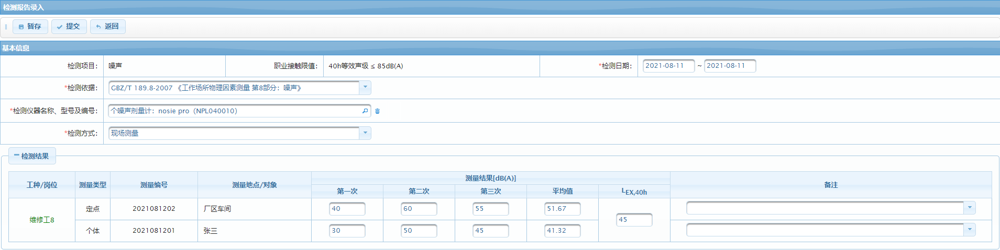 检测报告录入
暂存 提交 返回
基本信息
检测项目： 噪声 职业接触限值： 40h等效声级 ≤ 85dB(A) *检测日期： 2021-08-11 ~ 2021-08-11
*检测依据： GBZ/T 189.8-2007 《工作场所物理因素测量 第8部分：噪声》
*检测仪器名称、型号及编号： 个噪声剂量计：nosie pro（NPL040010）
*检测方式： 现场测量
检测结果
工种/岗位 测量类型 测量编号 测量地点/对象 测量结果[dB(A)] 备注
第一次 第二次 第三次 平均值 LEX,40h
维修工8 定点 2021081202 厂区车间 40 60 55 51.67 45
个体 2021081201 张三 30 50 45 41.32